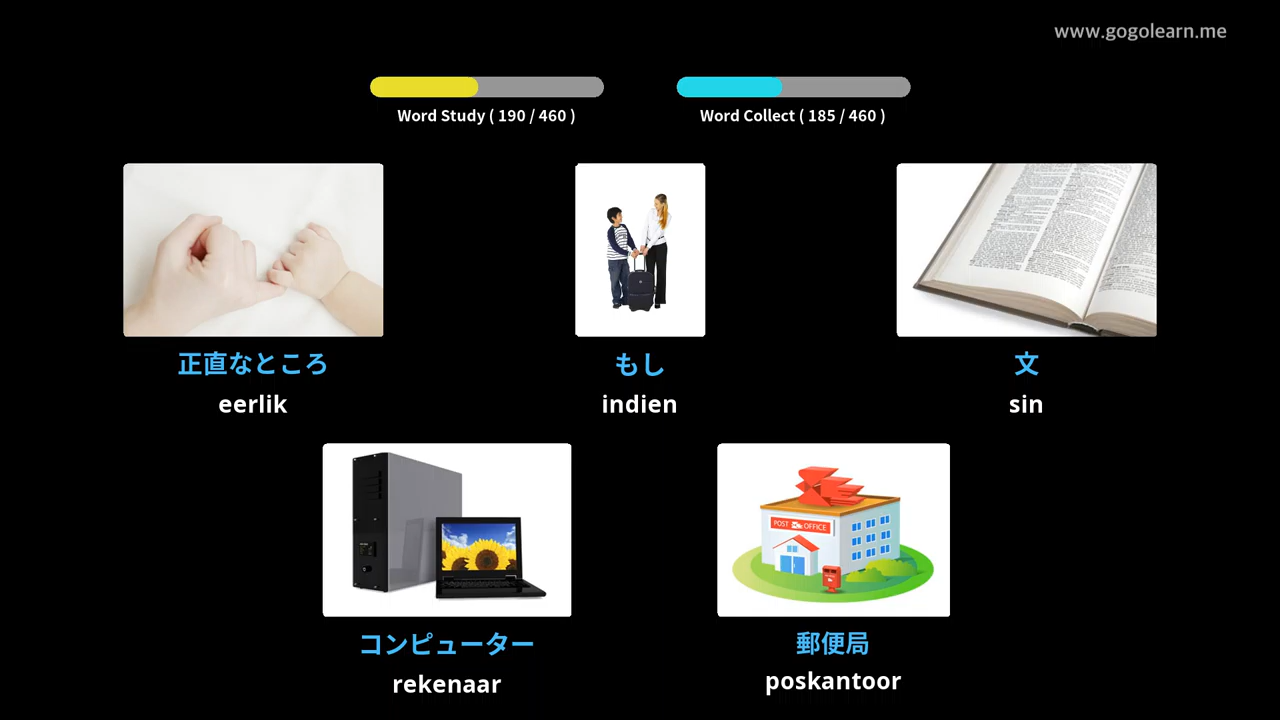 www.gogolearn.me
Word Study ( 190 / 460 )
Word Collect ( 185 / 460 )
正直なところ
eerlik
もし
indien
文
sin
POST OFFICE
コンピューター
rekenaar
郵便局
poskantoor